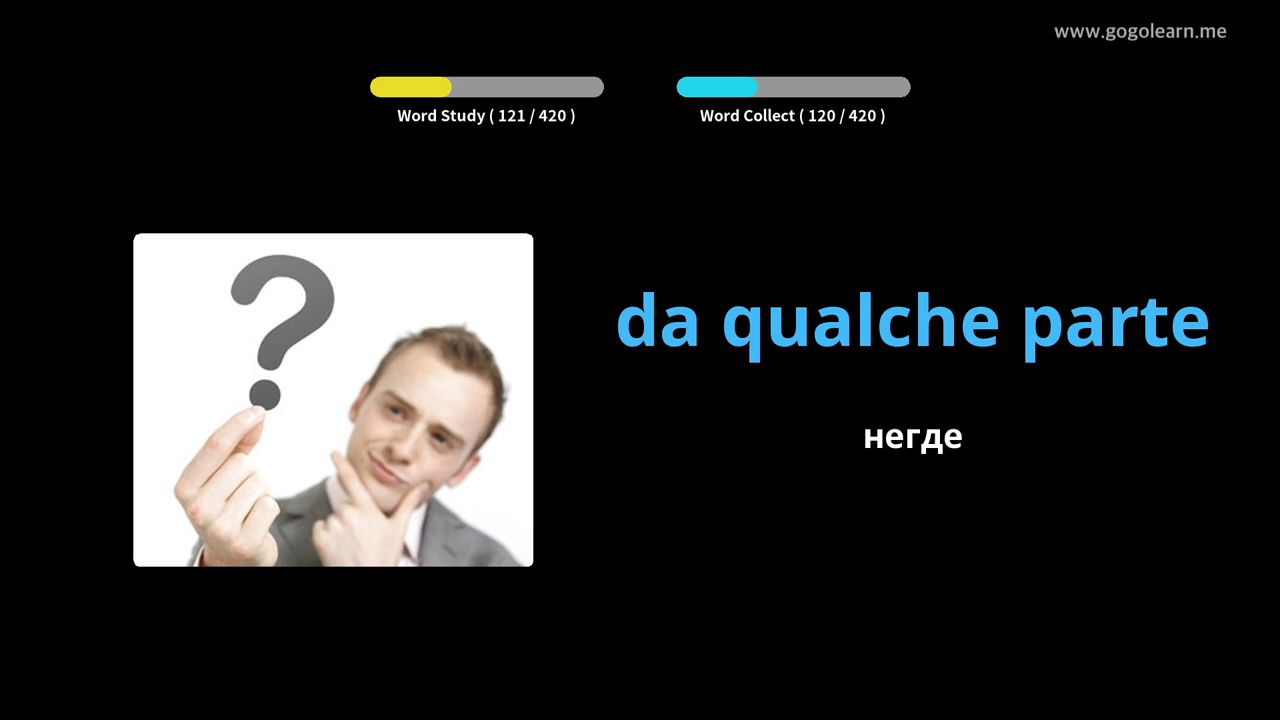 www.gogolearn.me
Word Study ( 121 / 420 )
Word Collect ( 120 / 420 )
da qualche parte
негде